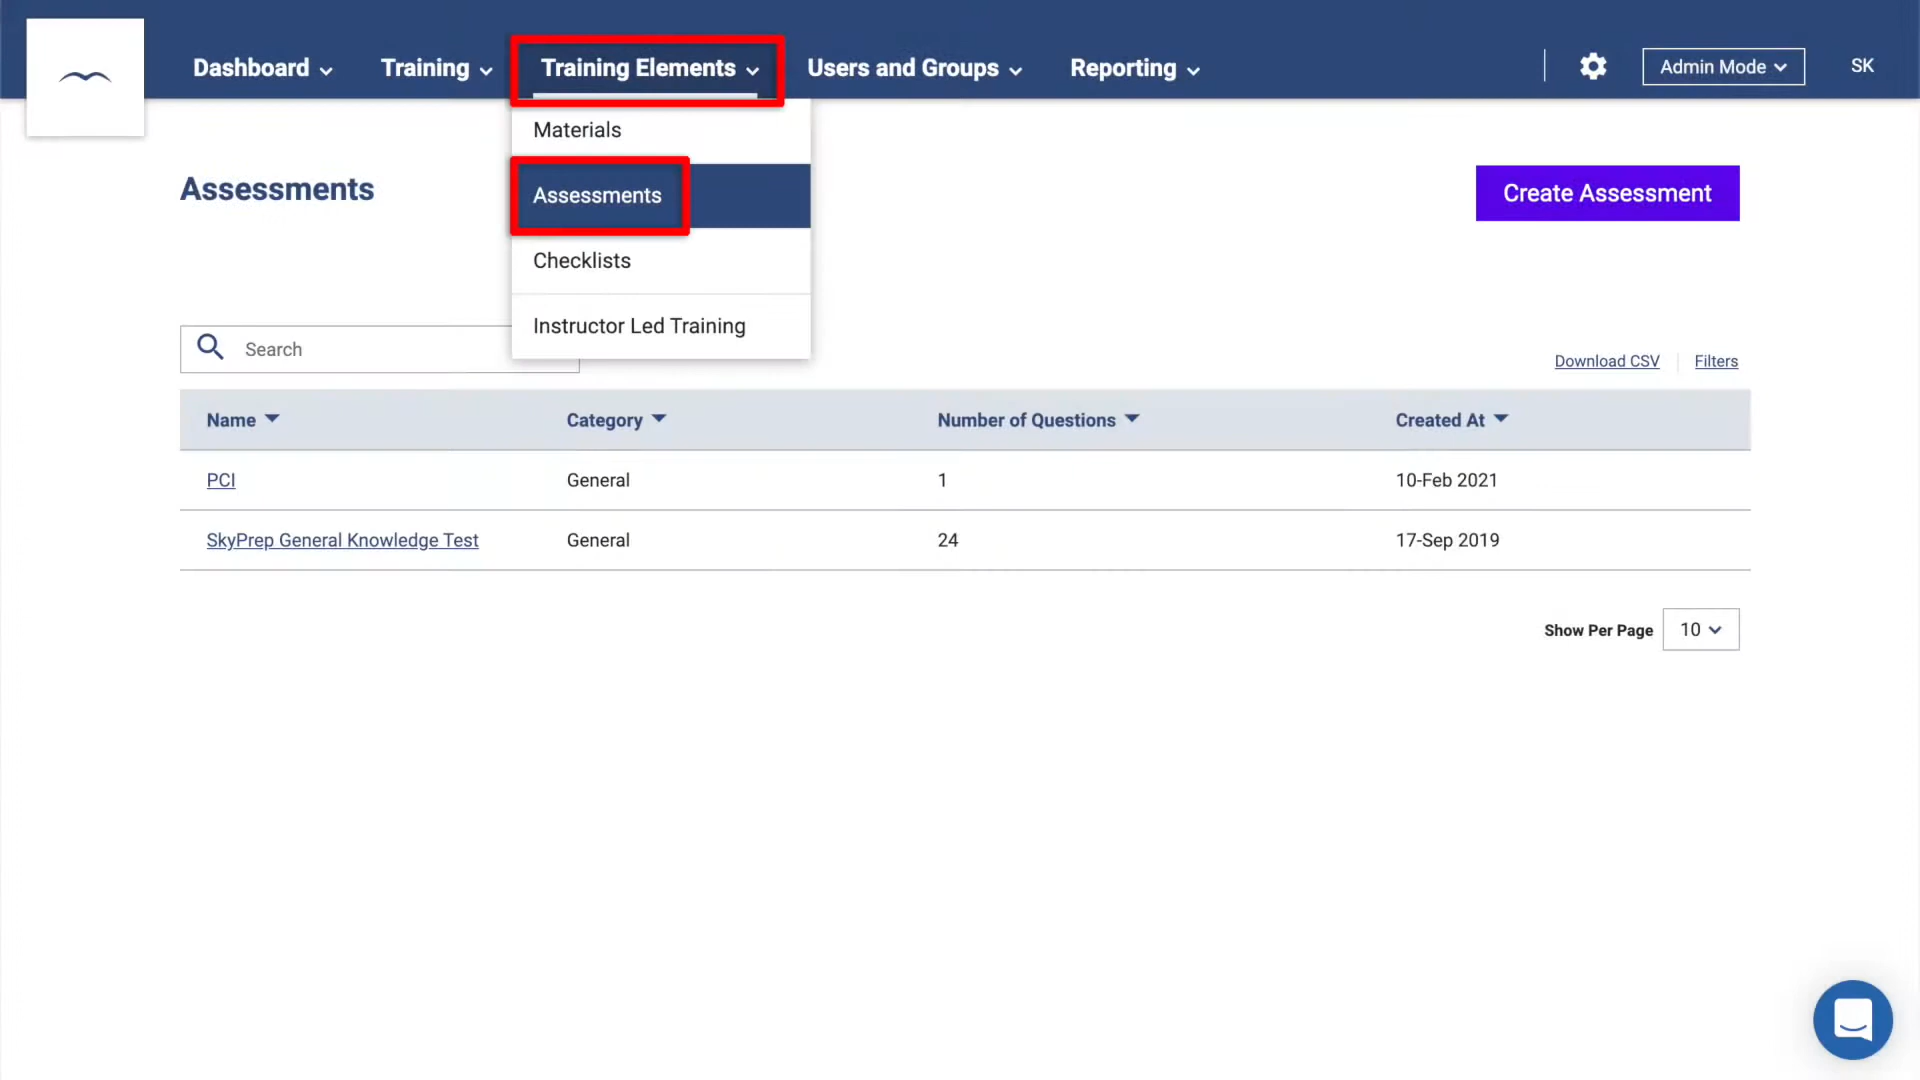 Dashboard Training Training Elements Users and Groups Reporting Admin Mode SK
Materials
Assessments
Checklists
Instructor Led Training
Assessments
Create Assessment
Search
Download CSV Filters
Name Category Number of Questions Created At
PCI General 1 10-Feb 2021
SkyPrep General Knowledge Test General 24 17-Sep 2019
Show Per Page 10